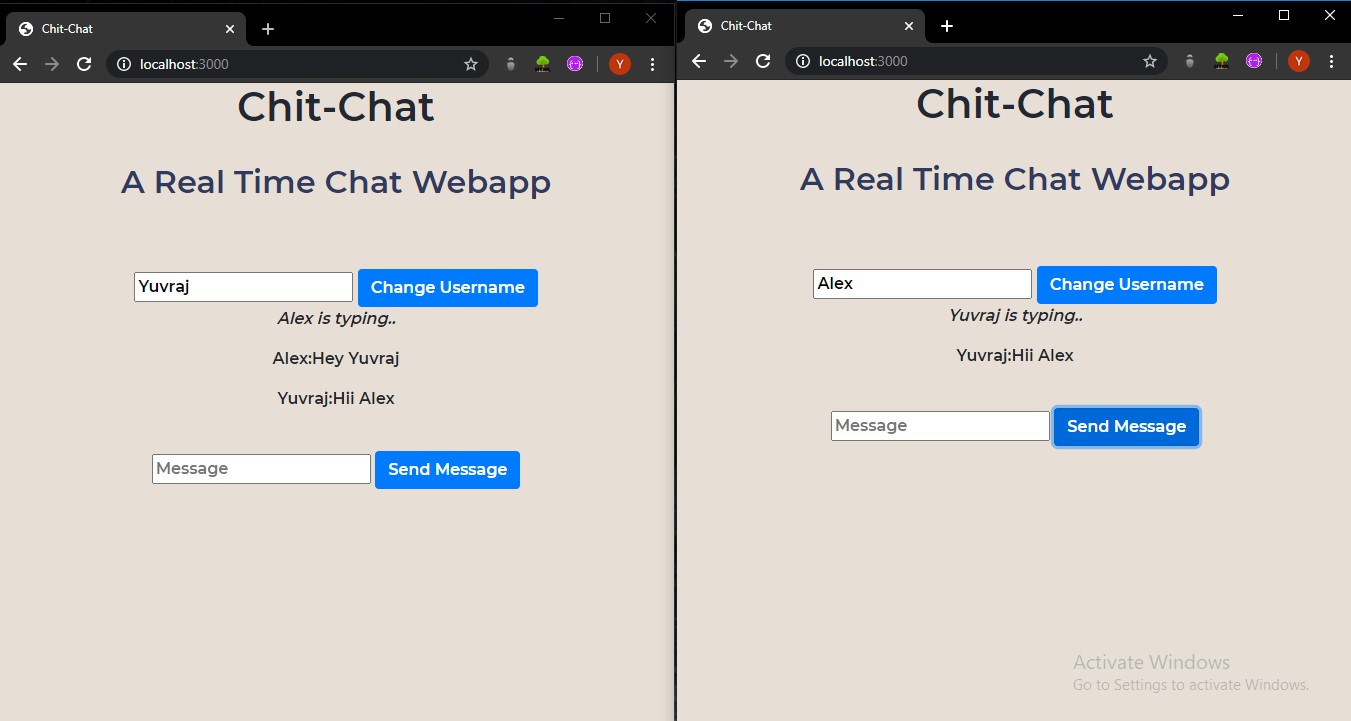 Chit-Chat
localhost:3000
Y
Chit-Chat
A Real Time Chat Webapp
Yuvraj Change Username
Alex is typing..
Alex:Hey Yuvraj
Yuvraj:Hii Alex
Message Send Message
Chit-Chat
localhost:3000
Y
Chit-Chat
A Real Time Chat Webapp
Alex Change Username
Yuvraj is typing..
Yuvraj:Hii Alex
Message Send Message
Activate Windows
Go to Settings to activate Windows.